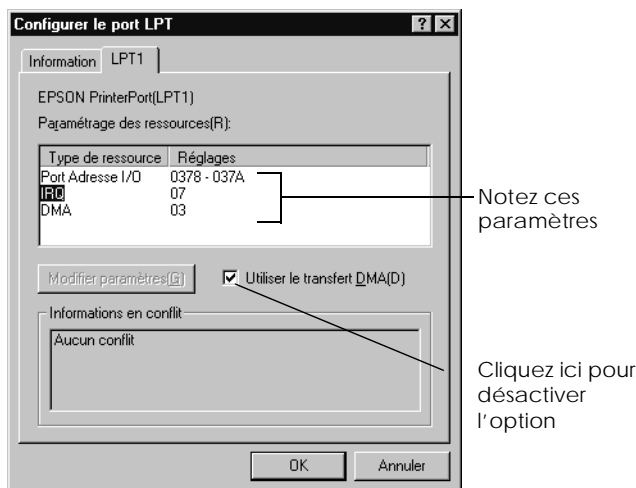 Configurer le port LPT
Information LPT1
EPSON PrinterPort(LPT1)
Paramétrage des ressources(R):
Type de ressource Réglages
Port Adresse I/O 0378 - 037A
IRQ 07
DMA 03
Notez ces
paramètres
Modifier paramètres(G) Utiliser le transfert DMA(D)
Informations en conflit
Aucun conflit
Cliquez ici pour
désactiver
l'option
OK Annuler